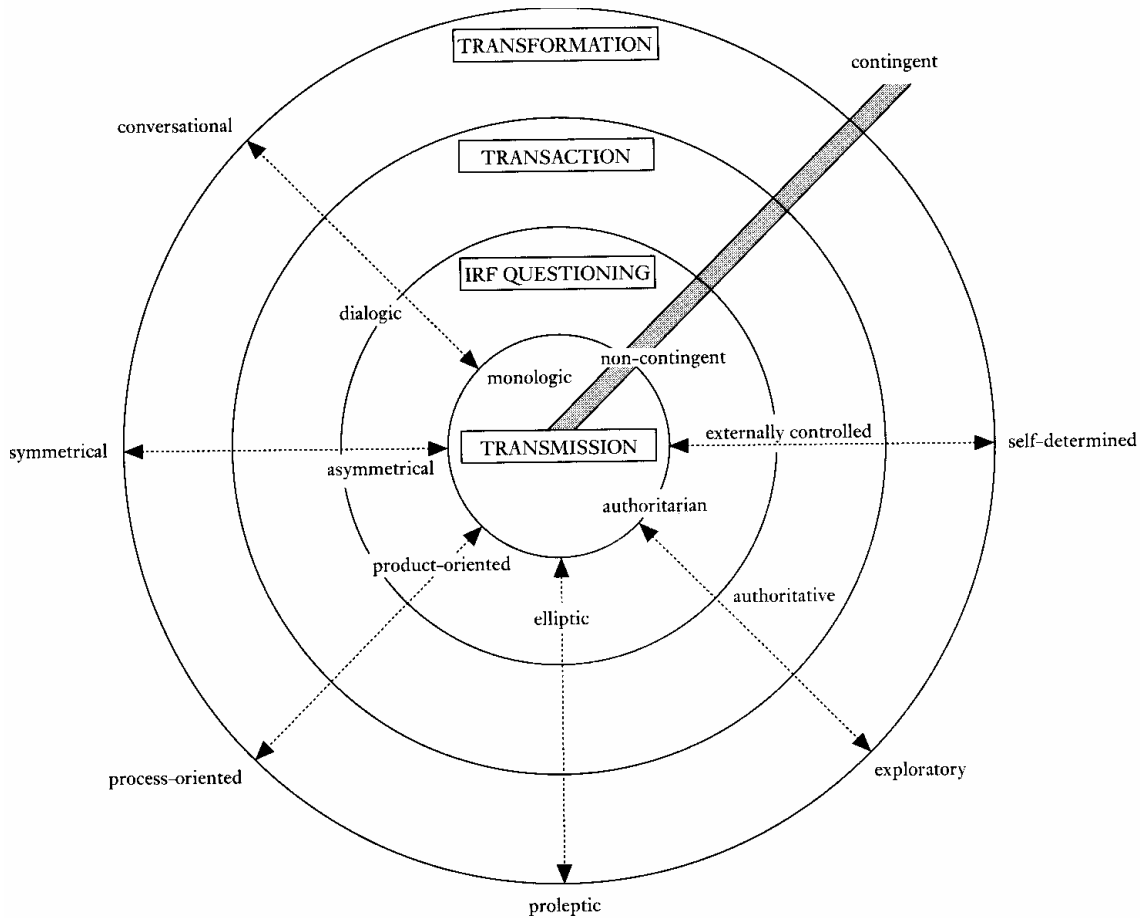 TRANSFORMATION
contingent
conversational
TRANSACTION
IRF QUESTIONING
dialogic
non-contingent
monologic
externally controlled
symmetrical
TRANSMISSION
self-determined
asymmetrical
authoritarian
product-oriented
authoritative
elliptic
process-oriented
exploratory
proleptic